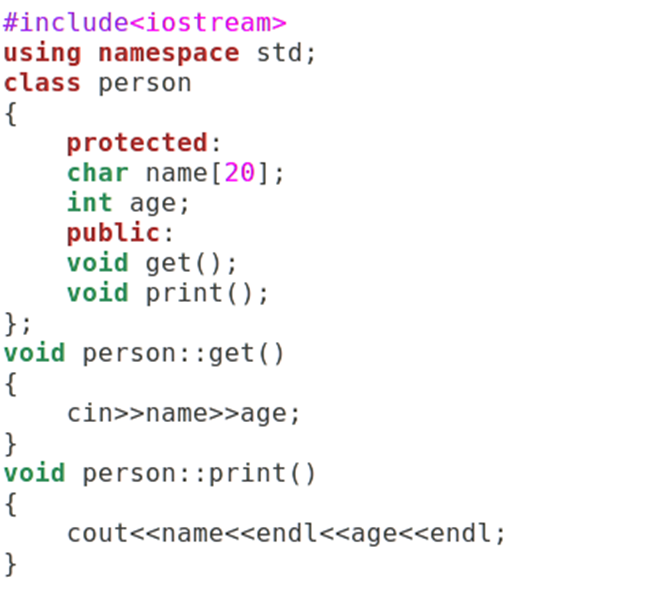 #include<iostream>
using namespace std;
class person
{
    protected:
    char name[20];
    int age;
    public:
    void get();
    void print();
};
void person::get()
{
    cin>>name>>age;
}
void person::print()
{
    cout<<name<<endl<<age<<endl;
}